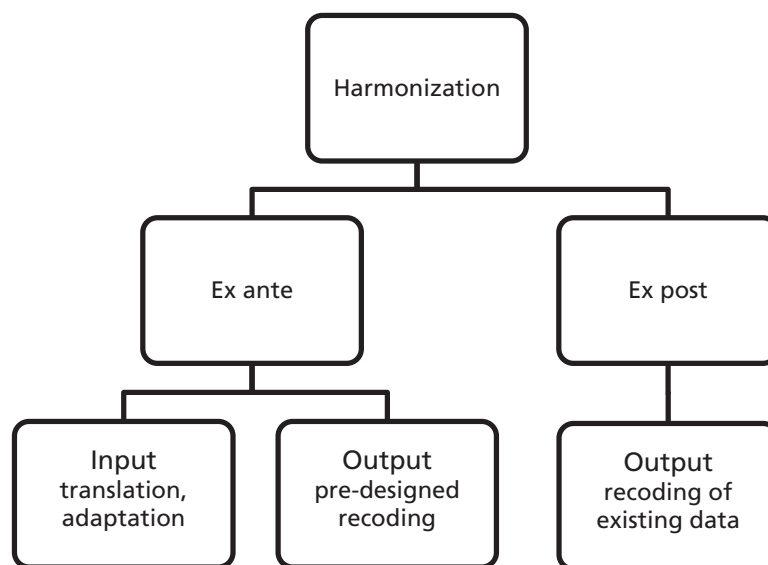 Harmonization
Ex ante
Ex post
Input
translation,
adaptation
Output
pre-designed
recoding
Output
recoding of
existing data